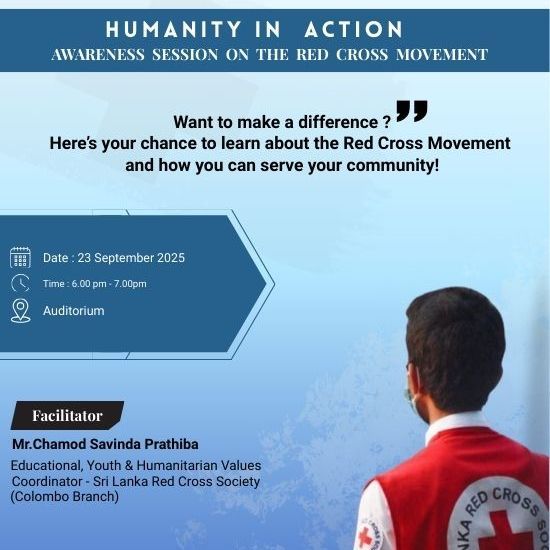 HUMANITY IN ACTION
AWARENESS SESSION ON THE RED CROSS MOVEMENT
Want to make a difference ? ”
Here’s your chance to learn about the Red Cross Movement
and how you can serve your community!
Date : 23 September 2025
Time : 6.00 pm - 7.00pm
Auditorium
Facilitator
Mr.Chamod Savinda Prathiba
Educational, Youth & Humanitarian Values
Coordinator - Sri Lanka Red Cross Society
(Colombo Branch)
KA RED CROSS SO